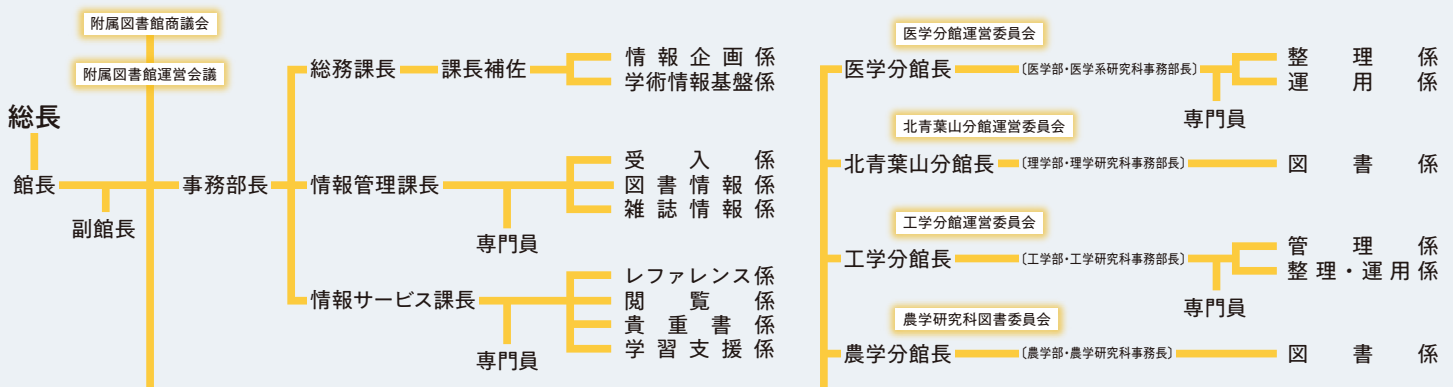 附属図書館商議会
附属図書館運営会議
総長
館長
副館長
事務部長
総務課長
課長補佐
情報企画係
学術情報基盤係
情報管理課長
専門員
受入係
図書情報係
雑誌情報係
情報サービス課長
専門員
レファレンス係
閲覧係
貴重書係
学習支援係
医学分館運営委員会
医学分館長
〔医学部・医学系研究科事務部長〕
専門員
整理係
運用係
北青葉山分館運営委員会
北青葉山分館長
〔理学部・理学研究科事務部長〕
図書係
工学分館運営委員会
工学分館長
〔工学部・工学研究科事務部長〕
専門員
管理係
整理・運用係
農学研究科図書委員会
農学分館長
〔農学部・農学研究科事務長〕
図書係